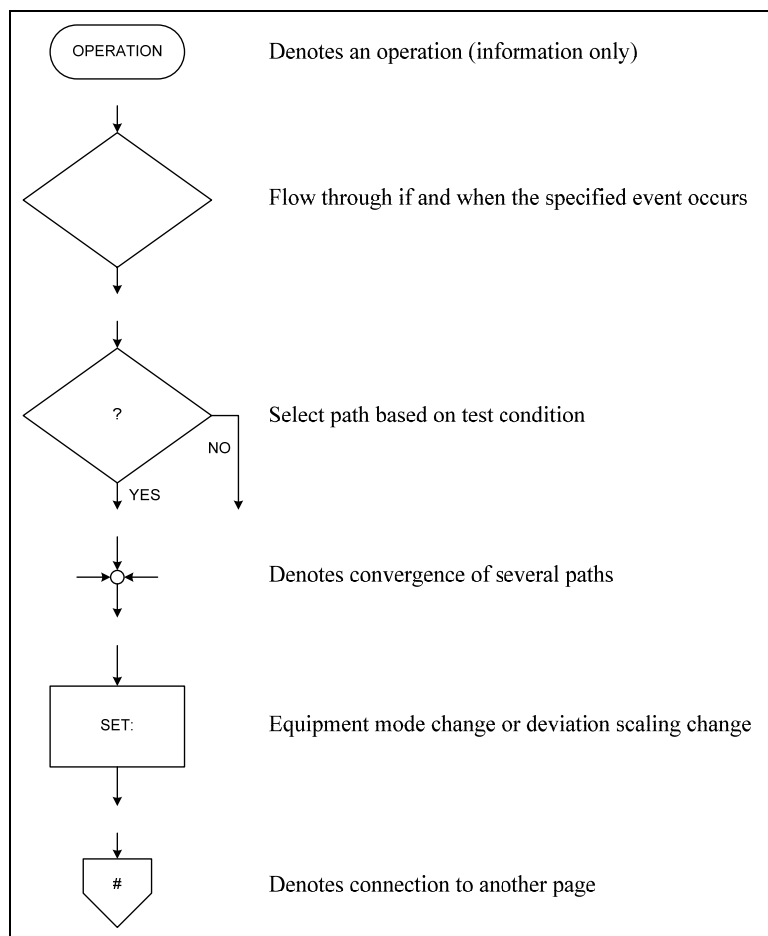 OPERATION
Denotes an operation (information only)
Flow through if and when the specified event occurs
?
Select path based on test condition
NO
YES
Denotes convergence of several paths
SET:
Equipment mode change or deviation scaling change
#
Denotes connection to another page